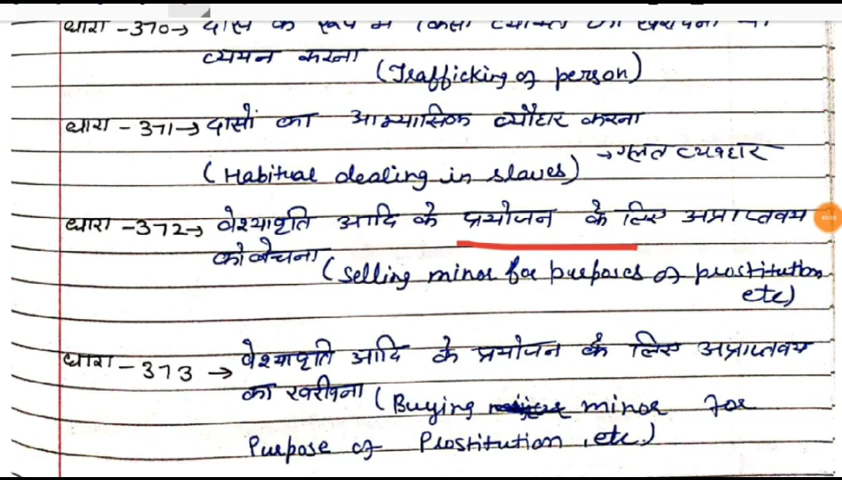 धारा -370→ दास के रूप में किसी व्यक्ति को खरीदना या
व्ययन करना
(Trafficking of person)
धारा - 371→ दासों का आभ्यासिक व्यौहार करना
→गलत व्यवहार
(Habitual dealing in slaves)
धारा -372→ वेश्यावृति आदि के प्रयोजन के लिए अप्राप्तवय
को बेचना
(selling minor for purposes of prostitution
etc)
धारा -373 → वेश्यावृति आदि के प्रयोजन के लिए अप्राप्तवय
का खरीदना (Buying minor for
Purpose of Prostitution, etc.)